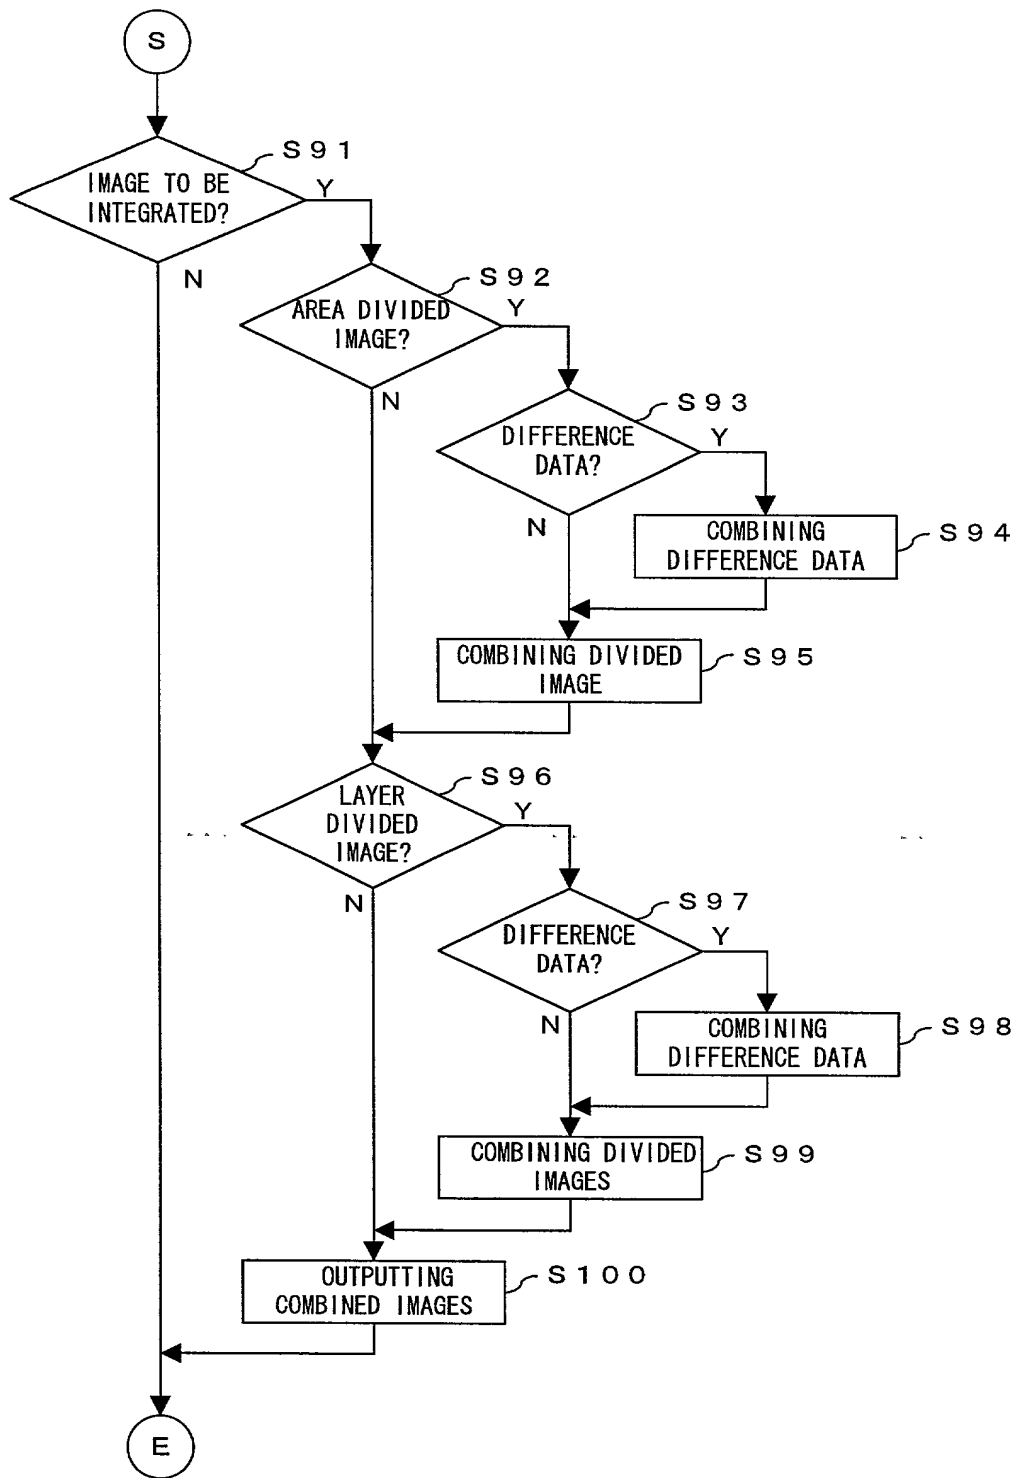 S
S91
IMAGE TO BE
INTEGRATED?
Y
N
S92
AREA DIVIDED
IMAGE?
Y
N
S93
DIFFERENCE
DATA?
Y
N
S94
COMBINING
DIFFERENCE DATA
S95
COMBINING DIVIDED
IMAGE
S96
LAYER
DIVIDED
IMAGE?
Y
N
S97
DIFFERENCE
DATA?
Y
N
S98
COMBINING
DIFFERENCE DATA
S99
COMBINING DIVIDED
IMAGES
S100
OUTPUTTING
COMBINED IMAGES
E